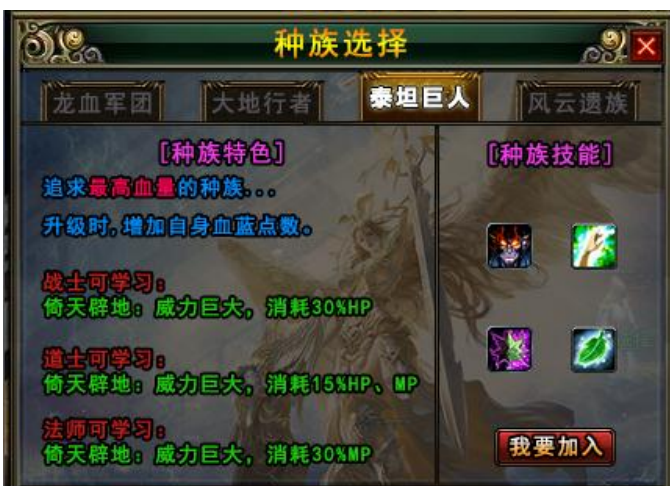 种族选择
龙血军团 大地行者 泰坦巨人 风云遗族
[种族特色]
追求最高血量的种族...
升级时,增加自身血蓝点数。
战士可学习:
倚天辟地: 威力巨大, 消耗30%HP
道士可学习:
倚天辟地: 威力巨大, 消耗15%HP、MP
法师可学习:
倚天辟地: 威力巨大, 消耗30%MP
[种族技能]
我要加入